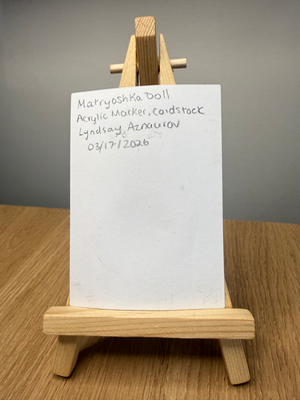 Matryoshka Doll
Acrylic Marker, Cardstock
Lyndsay Aznaurov
03/17/2026